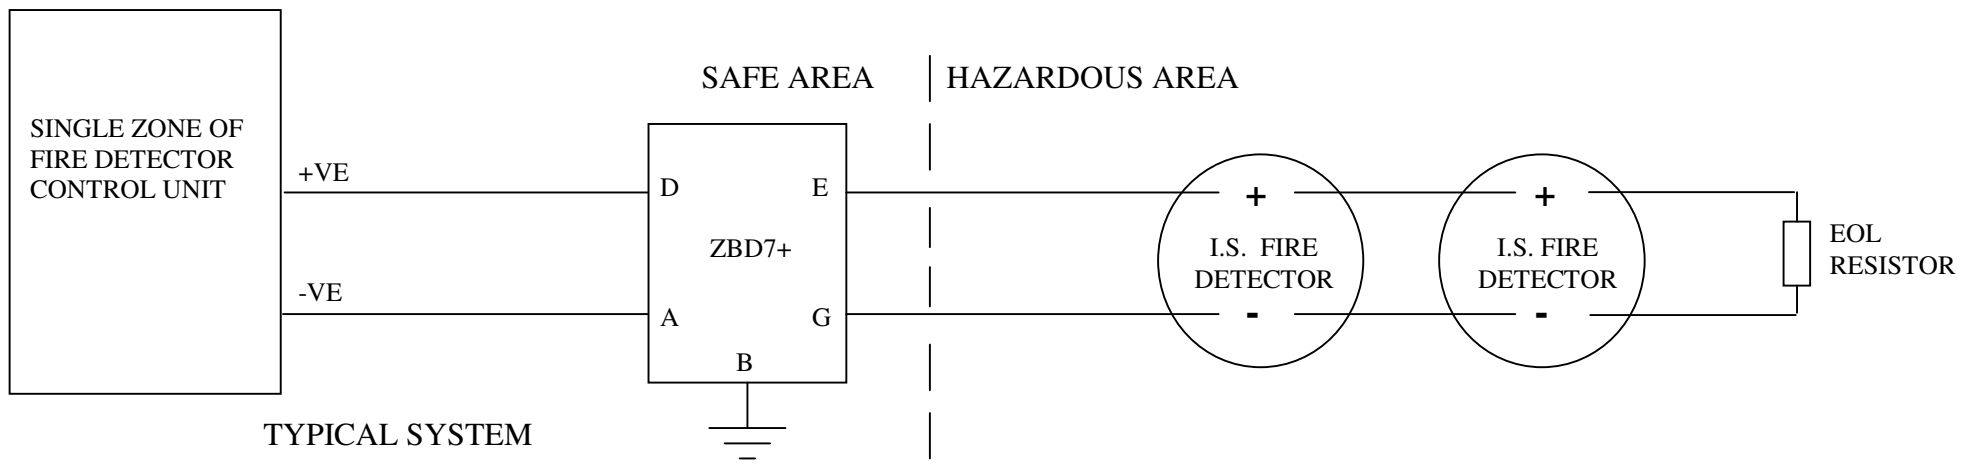 SAFE AREA
HAZARDOUS AREA
SINGLE ZONE OF
FIRE DETECTOR
CONTROL UNIT
+VE
-VE
D
E
ZBD7+
A
G
B
+
I.S. FIRE
DETECTOR
-
+
I.S. FIRE
DETECTOR
-
EOL
RESISTOR
TYPICAL SYSTEM